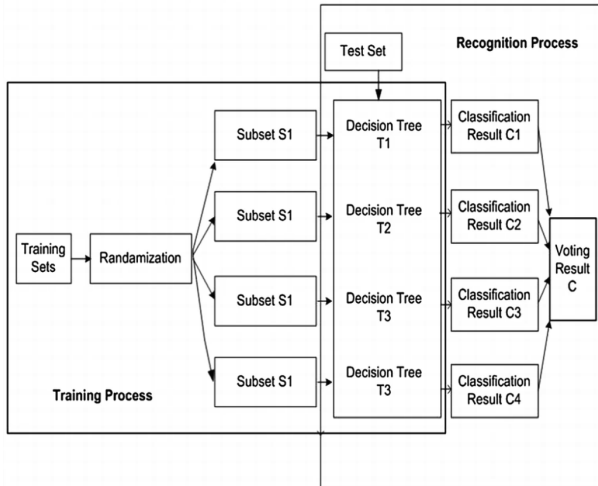 Recognition Process
Test Set
Subset S1
Decision Tree
T1
Classification
Result C1
Subset S1
Decision Tree
T2
Classification
Result C2
Training
Sets
Randomization
Voting
Result
C
Subset S1
Decision Tree
T3
Classification
Result C3
Subset S1
Decision Tree
T3
Classification
Result C4
Training Process